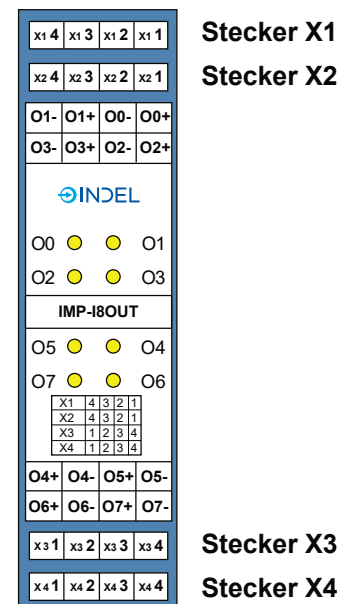 X1 4 X1 3 X1 2 X1 1 Stecker X1
X2 4 X2 3 X2 2 X2 1 Stecker X2
O1- O1+ O0- O0+
O3- O3+ O2- O2+
INDEL
O0 O1
O2 O3
IMP-I8OUT
O5 O4
O7 O6
X1 4 3 2 1
X2 4 3 2 1
X3 1 2 3 4
X4 1 2 3 4
O4+ O4- O5+ O5-
O6+ O6- O7+ O7-
X3 1 X3 2 X3 3 X3 4 Stecker X3
X4 1 X4 2 X4 3 X4 4 Stecker X4